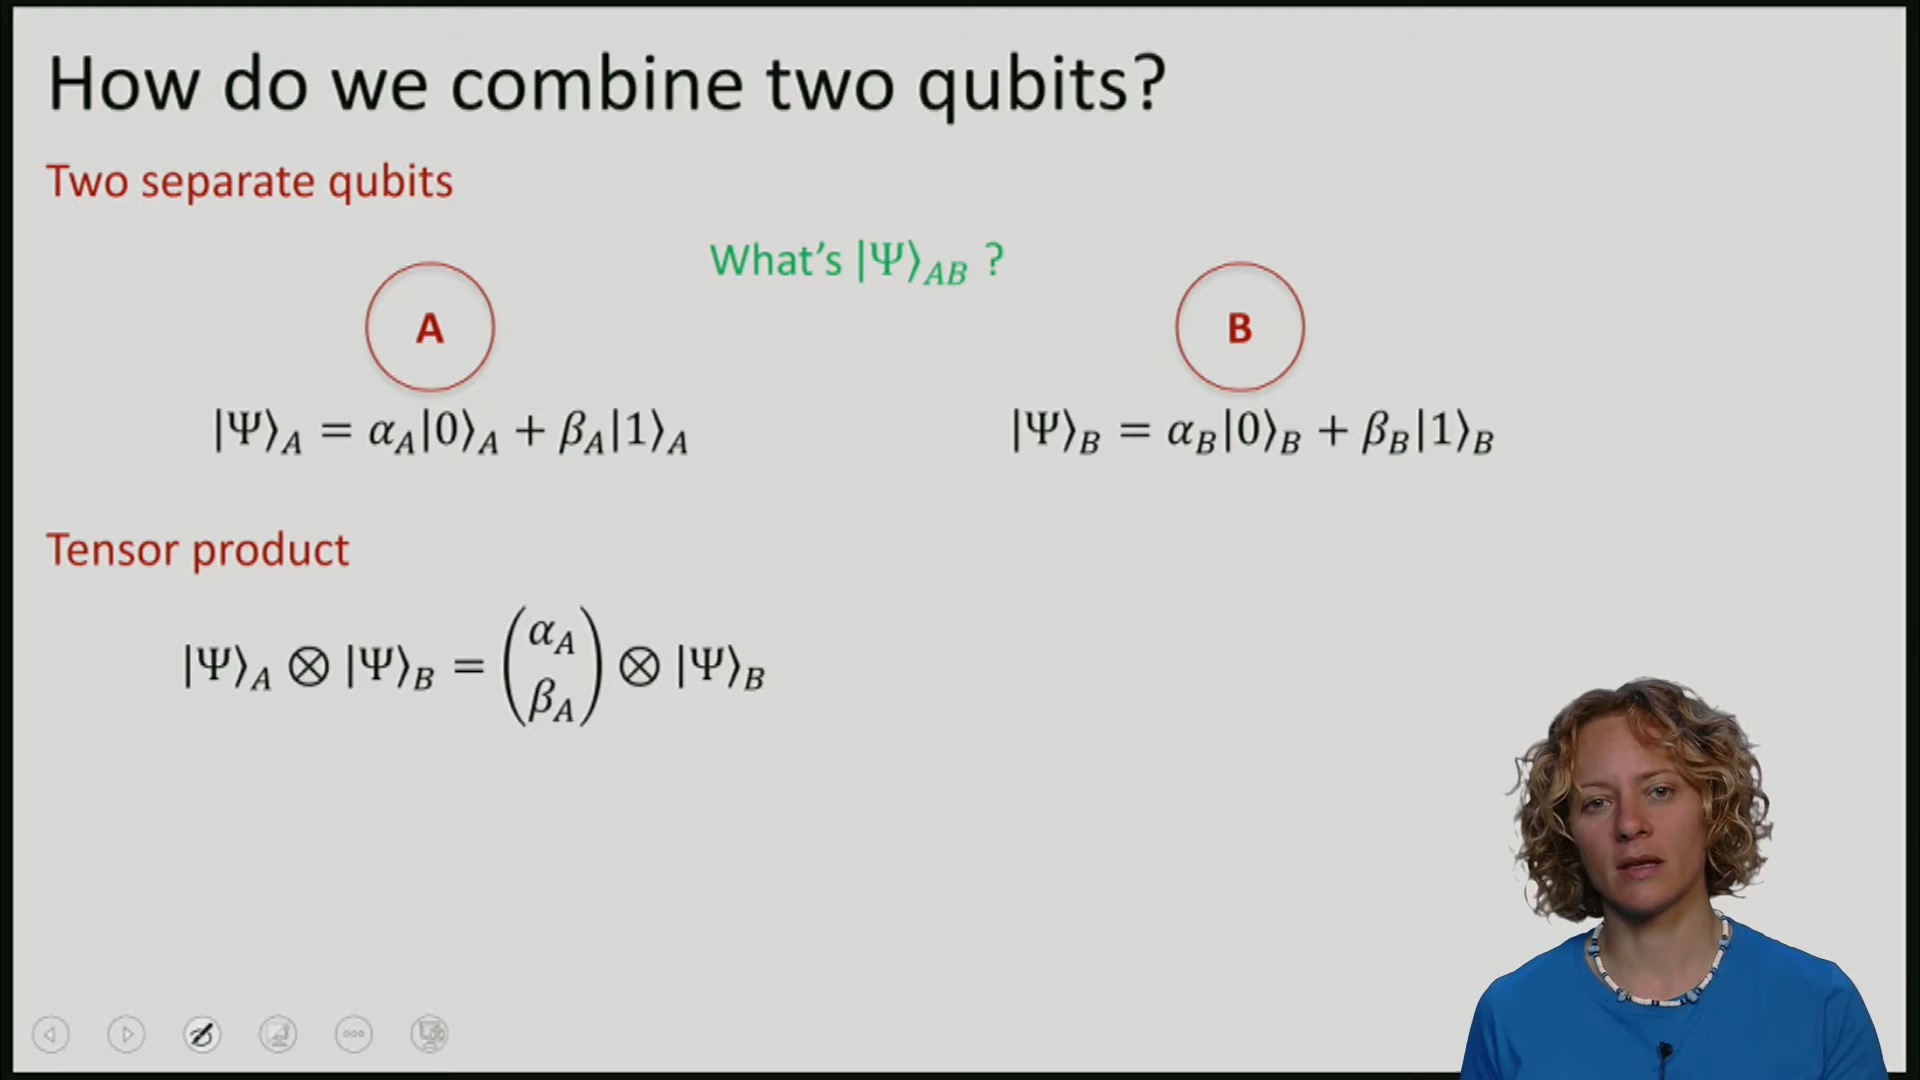 How do we combine two qubits?
Two separate qubits
What's |Ψ⟩_AB ?
A
B
|Ψ⟩_A = α_A|0⟩_A + β_A|1⟩_A
|Ψ⟩_B = α_B|0⟩_B + β_B|1⟩_B
Tensor product
|Ψ⟩_A ⊗ |Ψ⟩_B = (α_A β_A) ⊗ |Ψ⟩_B